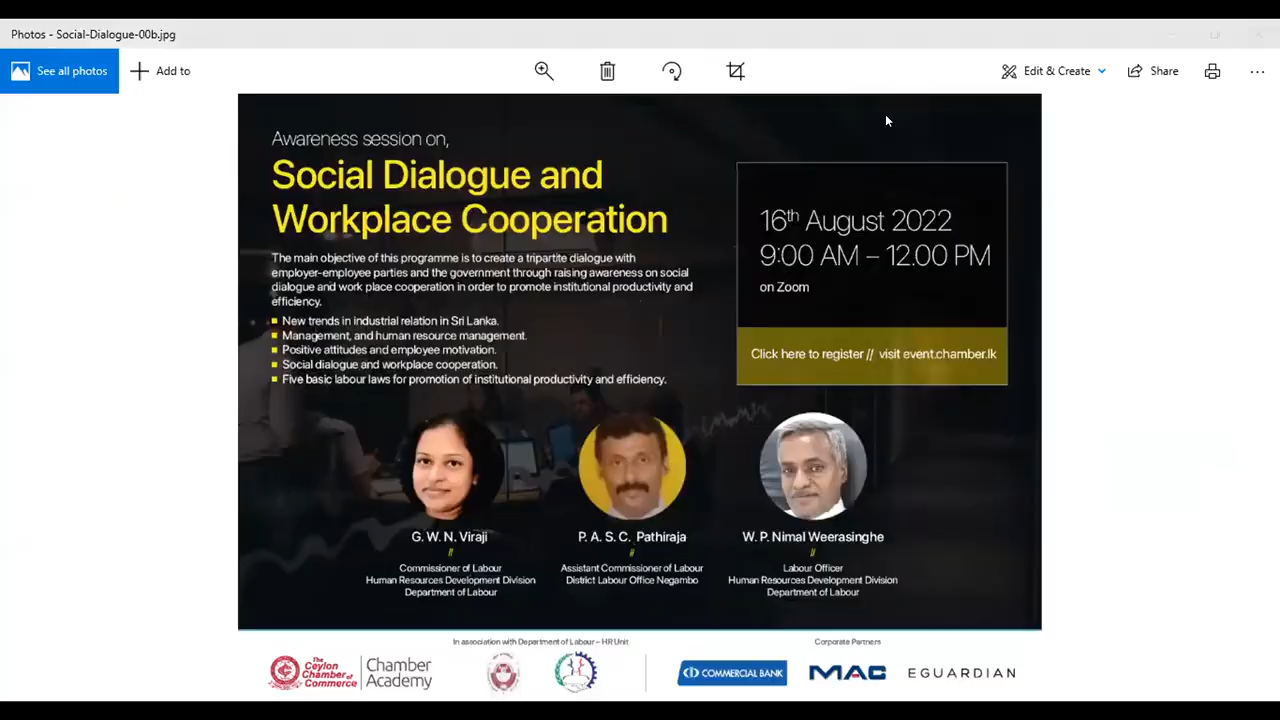 Photos - Social-Dialogue-00b.jpg
See all photos
Add to
Edit & Create
Share
Awareness session on,
Social Dialogue and
Workplace Cooperation
The main objective of this programme is to create a tripartite dialogue with
employer-employee parties and the government through raising awareness on social
dialogue and work place cooperation in order to promote institutional productivity and
efficiency.
New trends in industrial relation in Sri Lanka.
Management, and human resource management.
Positive attitudes and employee motivation.
Social dialogue and workplace cooperation.
Five basic labour laws for promotion of institutional productivity and efficiency.
16th August 2022
9:00 AM – 12.00 PM
on Zoom
Click here to register // visit event.chamber.lk
G. W. N. Viraji
//
Commissioner of Labour
Human Resources Development Division
Department of Labour
P. A. S. C. Pathiraja
//
Assistant Commissioner of Labour
District Labour Office Negambo
W. P. Nimal Weerasinghe
//
Labour Officer
Human Resources Development Division
Department of Labour
In association with Department of Labour – HR Unit
Corporate Partners
The
Ceylon
Chamber of
Commerce
Chamber
Academy
COMMERCIAL BANK
MAC
EGUARDIAN